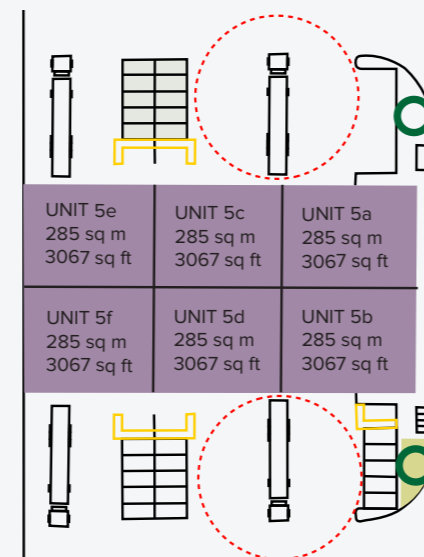 UNIT 5e
285 sq m
3067 sq ft
UNIT 5c
285 sq m
3067 sq ft
UNIT 5a
285 sq m
3067 sq ft
UNIT 5f
285 sq m
3067 sq ft
UNIT 5d
285 sq m
3067 sq ft
UNIT 5b
285 sq m
3067 sq ft